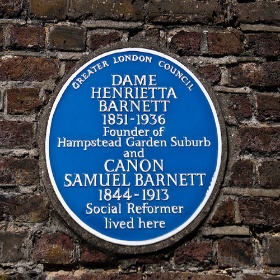 GREATER LONDON COUNCIL
DAME
HENRIETTA
BARNETT
1851-1936
Founder of
Hampstead Garden Suburb
and
CANON
SAMUEL BARNETT
1844-1913
Social Reformer
lived here